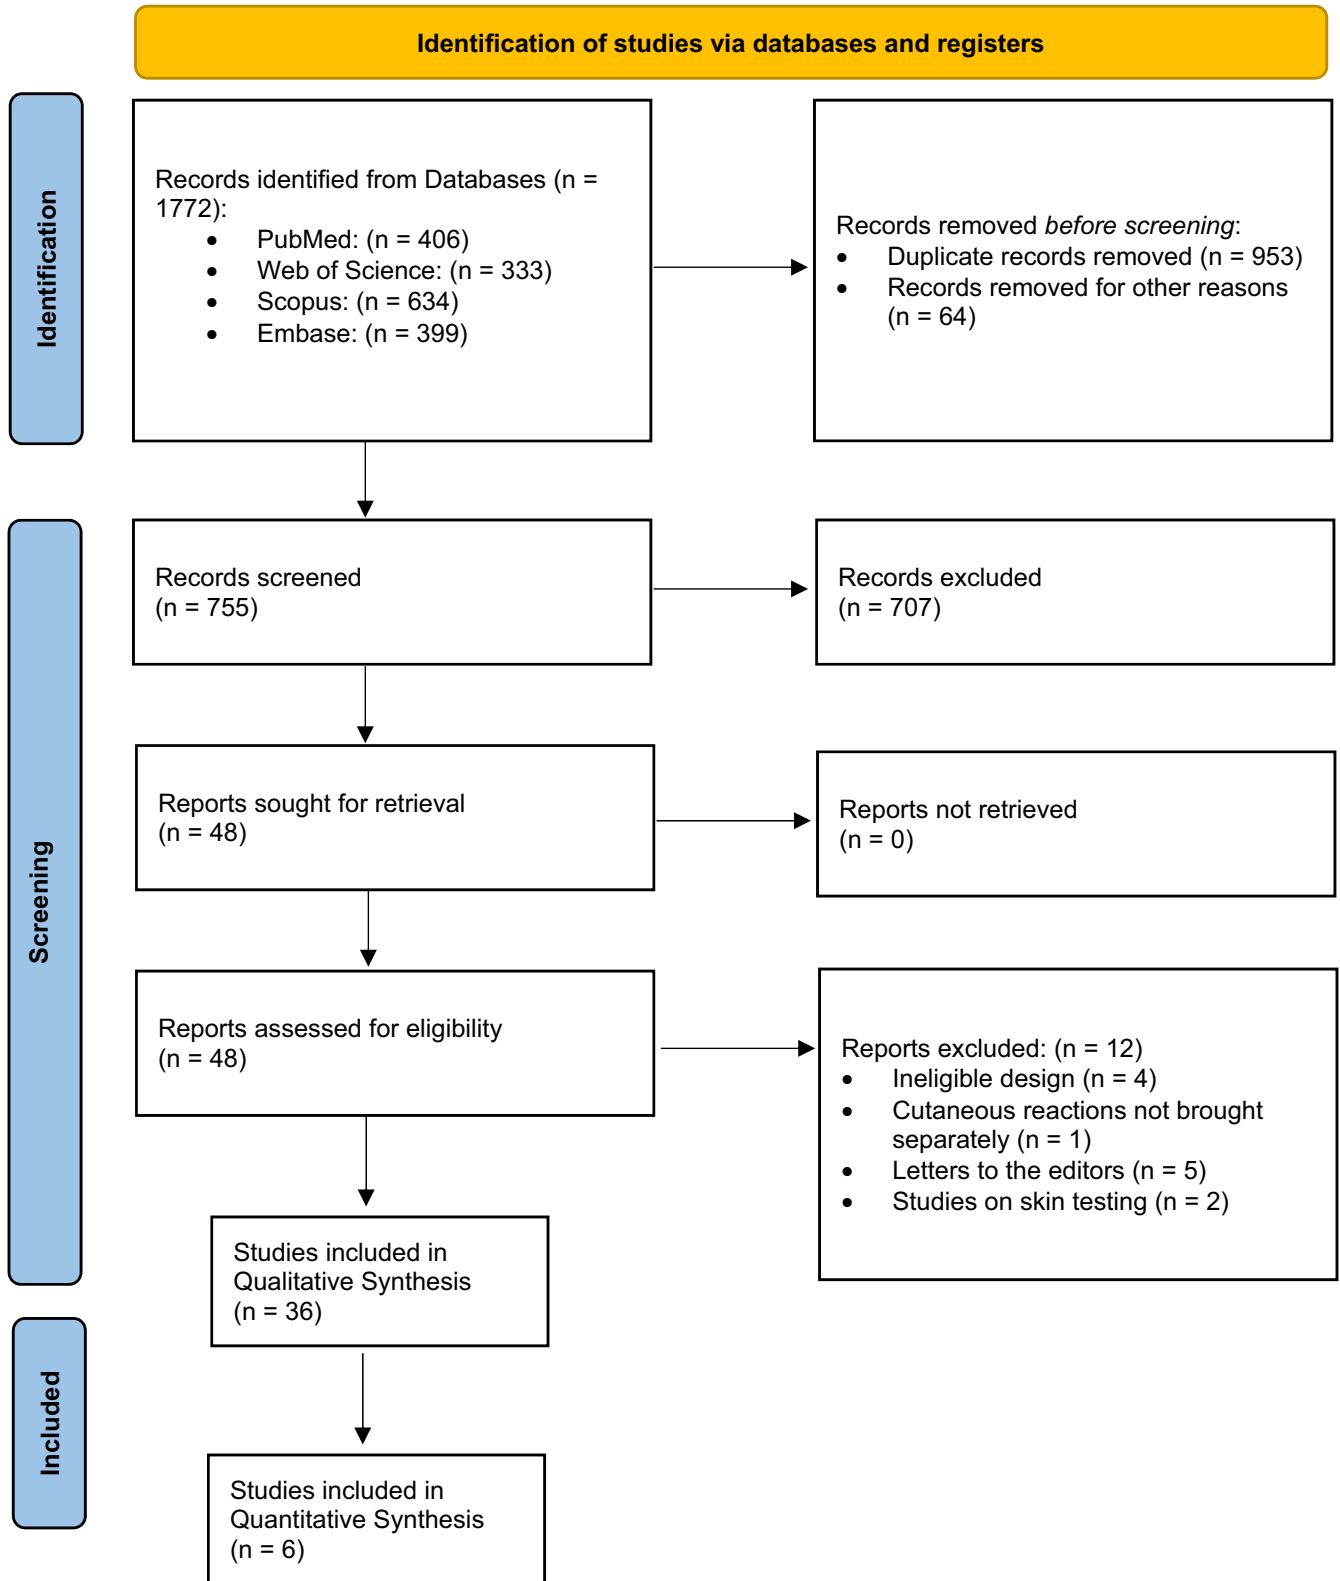 Identification of studies via databases and registers
Identification
Records identified from Databases (n =
1772):
• PubMed: (n = 406)
• Web of Science: (n = 333)
• Scopus: (n = 634)
• Embase: (n = 399)
Records removed before screening:
• Duplicate records removed (n = 953)
• Records removed for other reasons
(n = 64)
Screening
Records screened
(n = 755)
Records excluded
(n = 707)
Reports sought for retrieval
(n = 48)
Reports not retrieved
(n = 0)
Reports assessed for eligibility
(n = 48)
Reports excluded: (n = 12)
• Ineligible design (n = 4)
• Cutaneous reactions not brought
separately (n = 1)
• Letters to the editors (n = 5)
• Studies on skin testing (n = 2)
Studies included in
Qualitative Synthesis
(n = 36)
Included
Studies included in
Quantitative Synthesis
(n = 6)